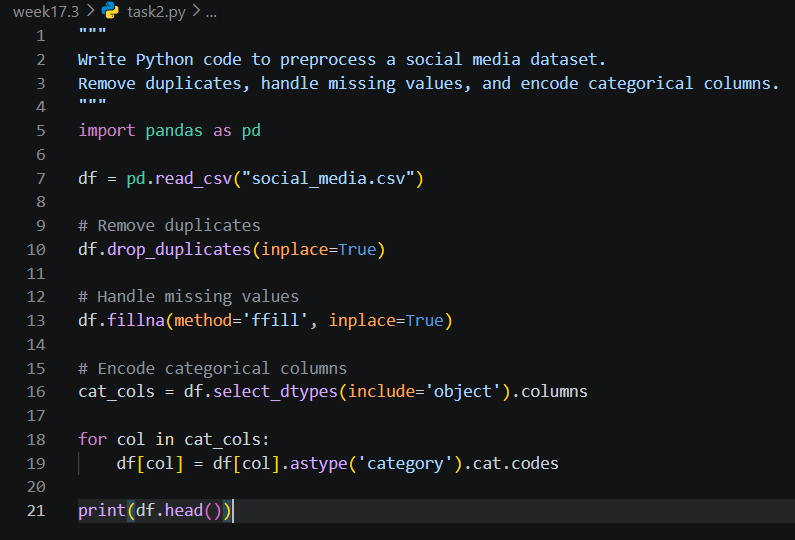 week17.3 > task2.py > ...
1 """
2 Write Python code to preprocess a social media dataset.
3 Remove duplicates, handle missing values, and encode categorical columns.
4 """
5 import pandas as pd
6
7 df = pd.read_csv("social_media.csv")
8
9 # Remove duplicates
10 df.drop_duplicates(inplace=True)
11
12 # Handle missing values
13 df.fillna(method='ffill', inplace=True)
14
15 # Encode categorical columns
16 cat_cols = df.select_dtypes(include='object').columns
17
18 for col in cat_cols:
19     df[col] = df[col].astype('category').cat.codes
20
21 print(df.head())